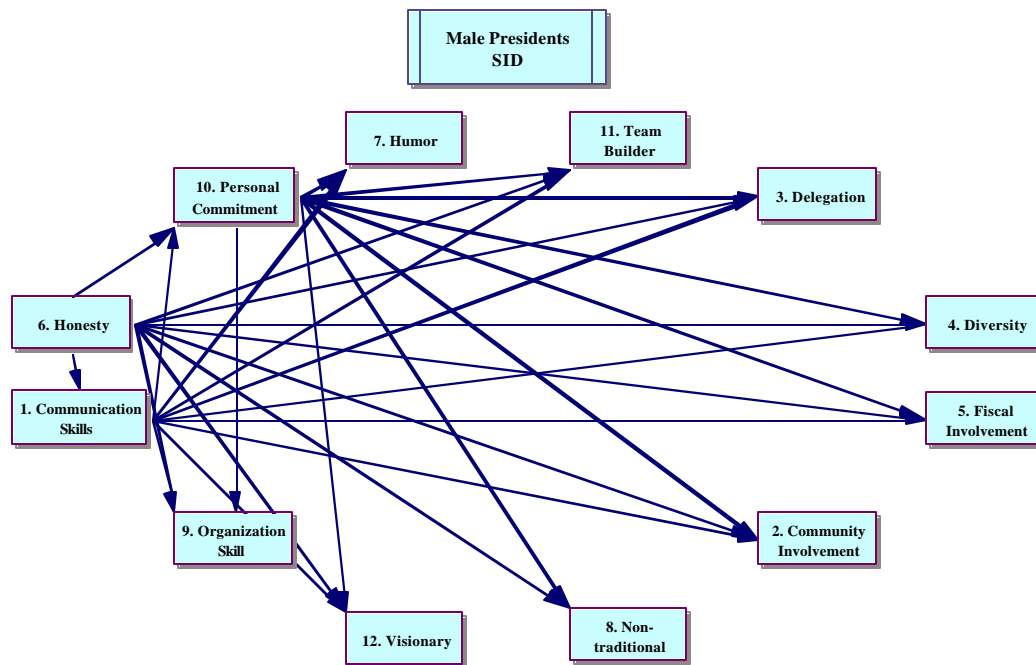 Male Presidents
SID
7. Humor
11. Team
Builder
10. Personal
Commitment
3. Delegation
6. Honesty
4. Diversity
1. Communication
Skills
5. Fiscal
Involvement
9. Organization
Skill
2. Community
Involvement
12. Visionary
8. Non-
traditional